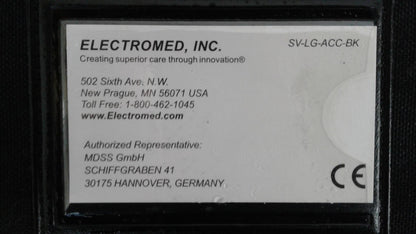 ELECTROMED, INC. SV-LG-ACC-BK
Creating superior care through innovation®
502 Sixth Ave. N.W.
New Prague, MN 56071 USA
Toll Free: 1-800-462-1045
www.Electromed.com
Authorized Representative:
MDSS GmbH
SCHIFFGRABEN 41
30175 HANNOVER, GERMANY
CE